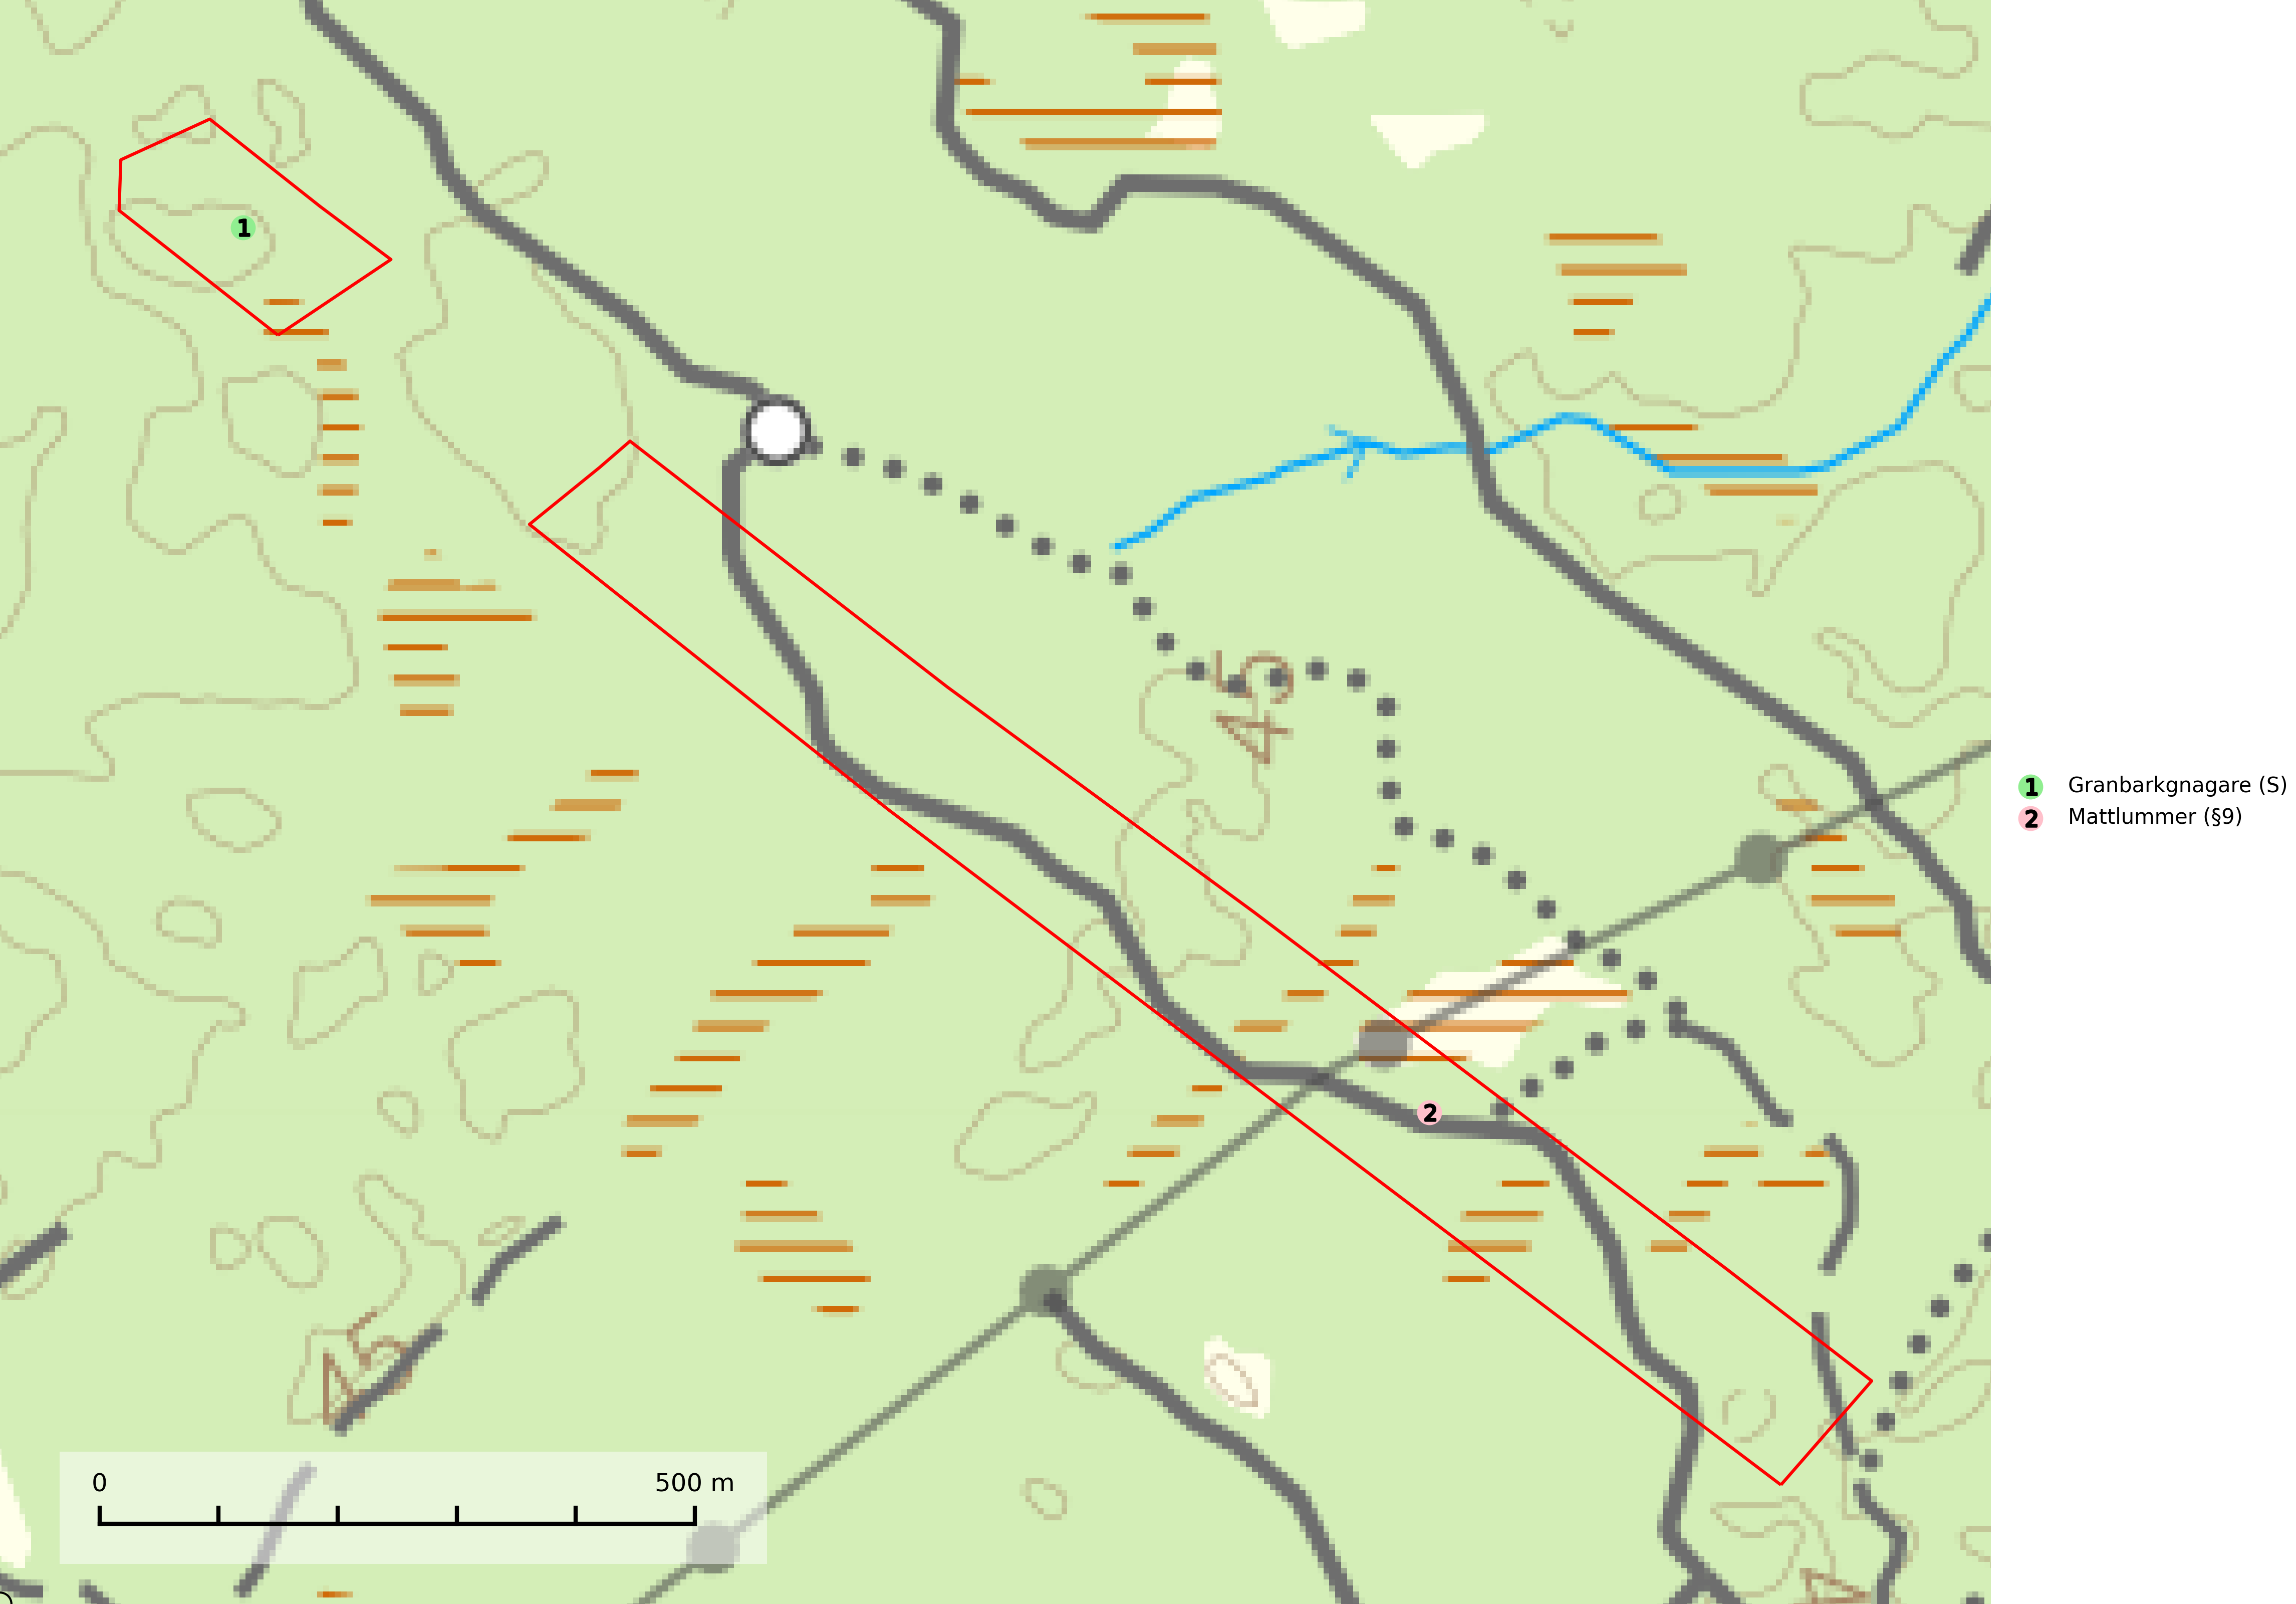 1
45
2
45
0 500 m
1 Granbarkgnagare (S)
2 Mattlummer (§9)